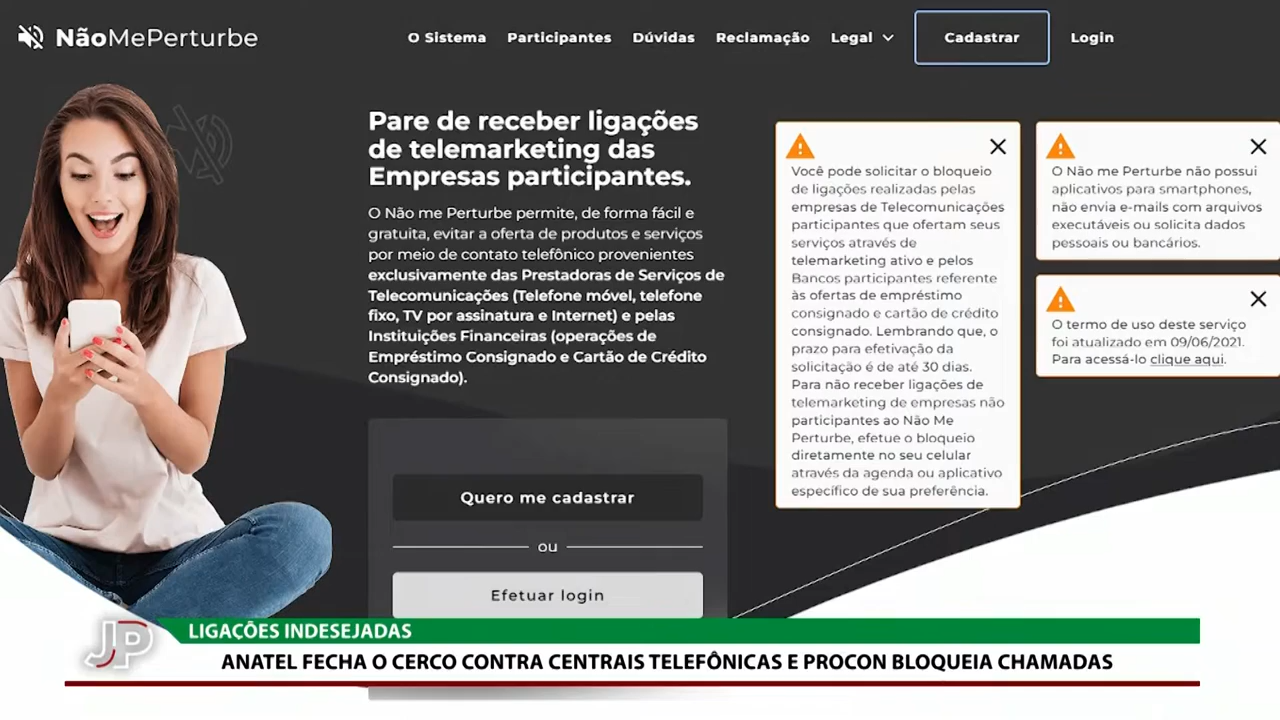 NãoMePerturbe
O Sistema
Participantes
Dúvidas
Reclamação
Legal
Cadastrar
Login
Pare de receber ligações
de telemarketing das
Empresas participantes.
O Não me Perturbe permite, de forma fácil e
gratuita, evitar a oferta de produtos e serviços
por meio de contato telefônico provenientes
exclusivamente das Prestadoras de Serviços de
Telecomunicações (Telefone móvel, telefone
fixo, TV por assinatura e Internet) e pelas
Instituições Financeiras (operações de
Empréstimo Consignado e Cartão de Crédito
Consignado).
Quero me cadastrar
ou
Efetuar login
Você pode solicitar o bloqueio
de ligações realizadas pelas
empresas de Telecomunicações
participantes que ofertam seus
serviços através de
telemarketing ativo e pelos
Bancos participantes referente
às ofertas de empréstimo
consignado e cartão de crédito
consignado. Lembrando que, o
prazo para efetivação da
solicitação é de até 30 dias.
Para não receber ligações de
telemarketing de empresas não
participantes ao Não Me
Perturbe, efetue o bloqueio
diretamente no seu celular
através da agenda ou aplicativo
específico de sua preferência.
O Não me Perturbe não possui
aplicativos para smartphones,
não envia e-mails com arquivos
executáveis ou solicita dados
pessoais ou bancários.
O termo de uso deste serviço
foi atualizado em 09/06/2021.
Para acessá-lo clique aqui.
JP
LIGAÇÕES INDESEJADAS
ANATEL FECHA O CERCO CONTRA CENTRAIS TELEFÔNICAS E PROCON BLOQUEIA CHAMADAS